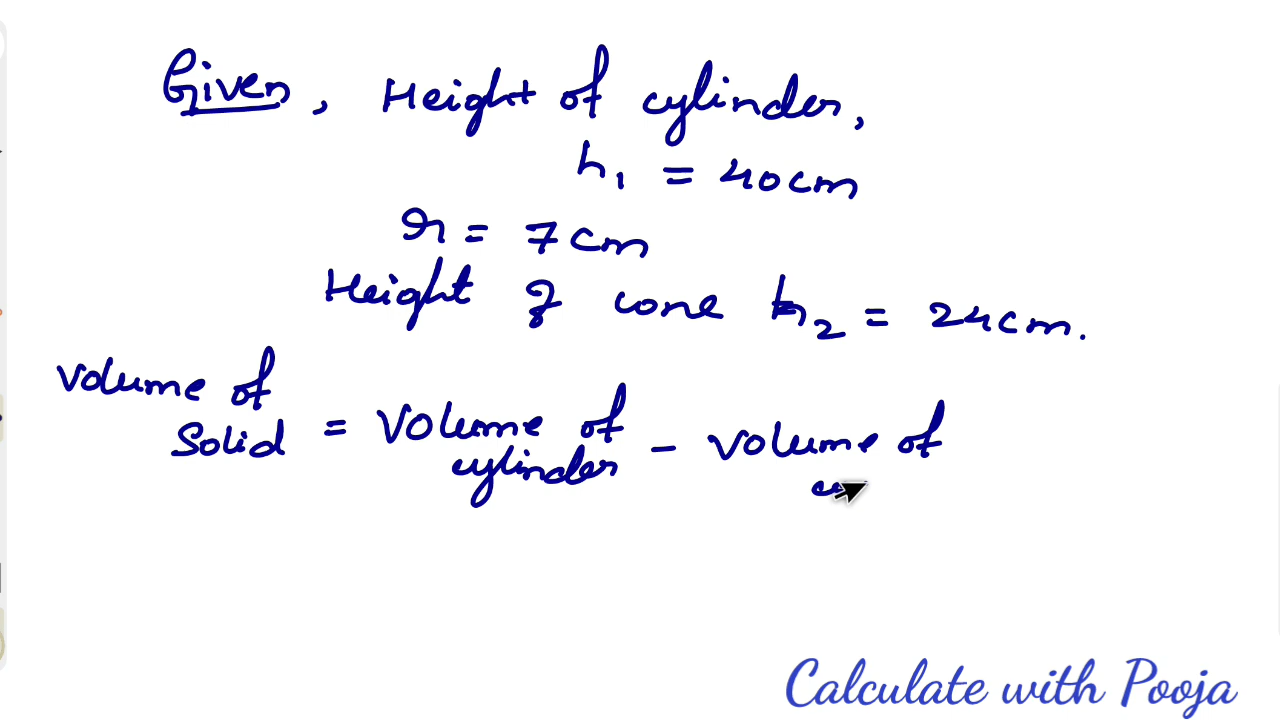 Given, Height of cylinder,
h₁ = 40cm
r = 7cm
Height of cone h₂ = 24cm.
Volume of
Solid = Volume of
cylinder - Volume of
Calculate with Pooja